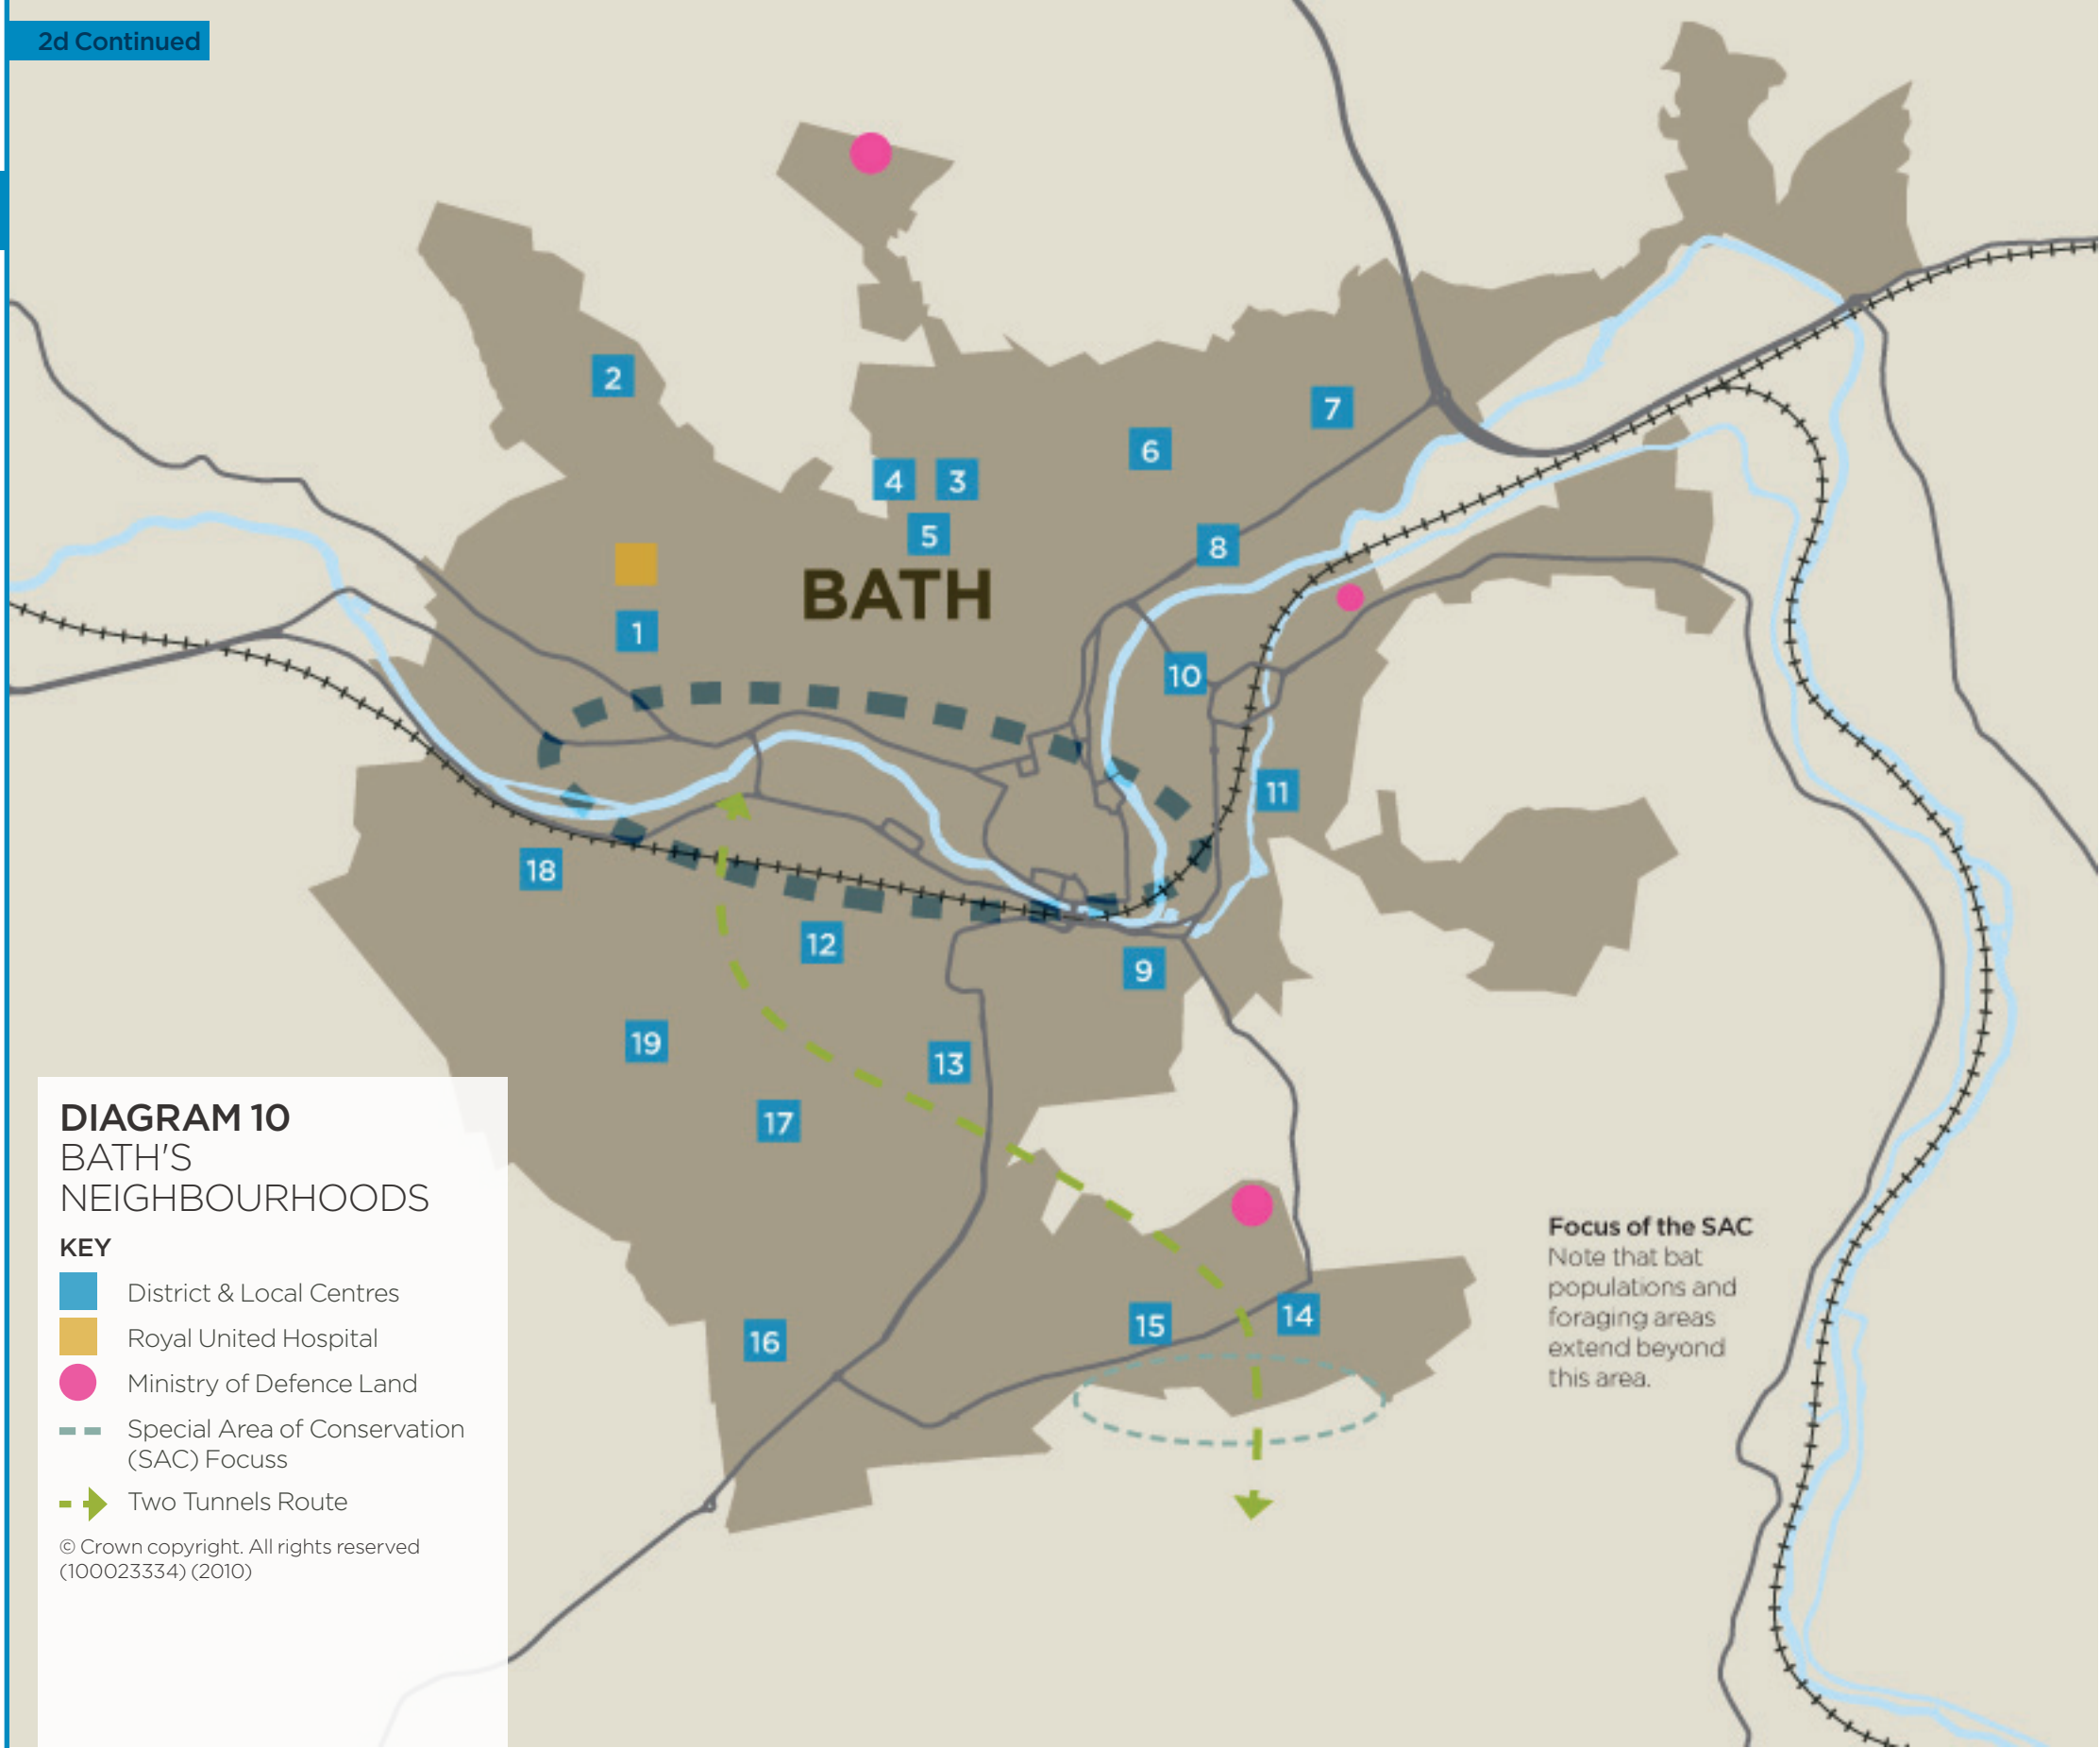 2d Continued
2
7
6
4
3
5
8
BATH
1
10
11
18
12
9
19
13
17
15
14
16
DIAGRAM 10
BATH'S
NEIGHBOURHOODS
KEY
District & Local Centres
Royal United Hospital
Ministry of Defence Land
Special Area of Conservation
(SAC) Focuss
Two Tunnels Route
© Crown copyright. All rights reserved
(100023334) (2010)
Focus of the SAC
Note that bat
populations and
foraging areas
extend beyond
this area.